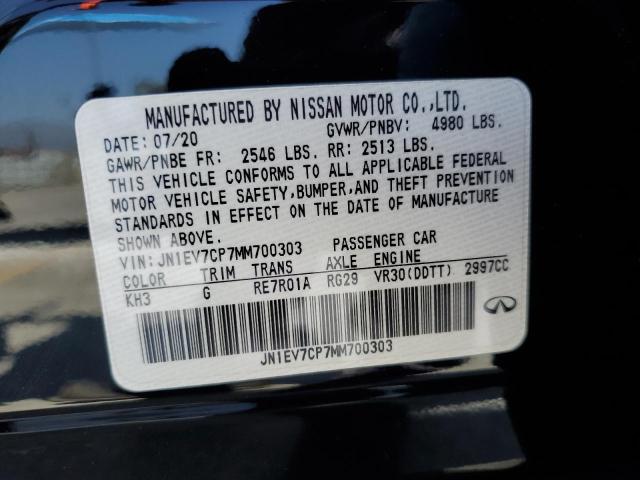 MANUFACTURED BY NISSAN MOTOR CO.,LTD.
DATE: 07/20 GVWR/PNBV: 4980 LBS.
GAWR/PNBE FR: 2546 LBS. RR: 2513 LBS.
THIS VEHICLE CONFORMS TO ALL APPLICABLE FEDERAL
MOTOR VEHICLE SAFETY,BUMPER,AND THEFT PREVENTION
STANDARDS IN EFFECT ON THE DATE OF MANUFACTURE
SHOWN ABOVE.
VIN: JN1EV7CP7MM700303 PASSENGER CAR
COLOR TRIM TRANS AXLE ENGINE
KH3 G RE7R01A RG29 VR30(DDTT) 2997CC
JN1EV7CP7MM700303